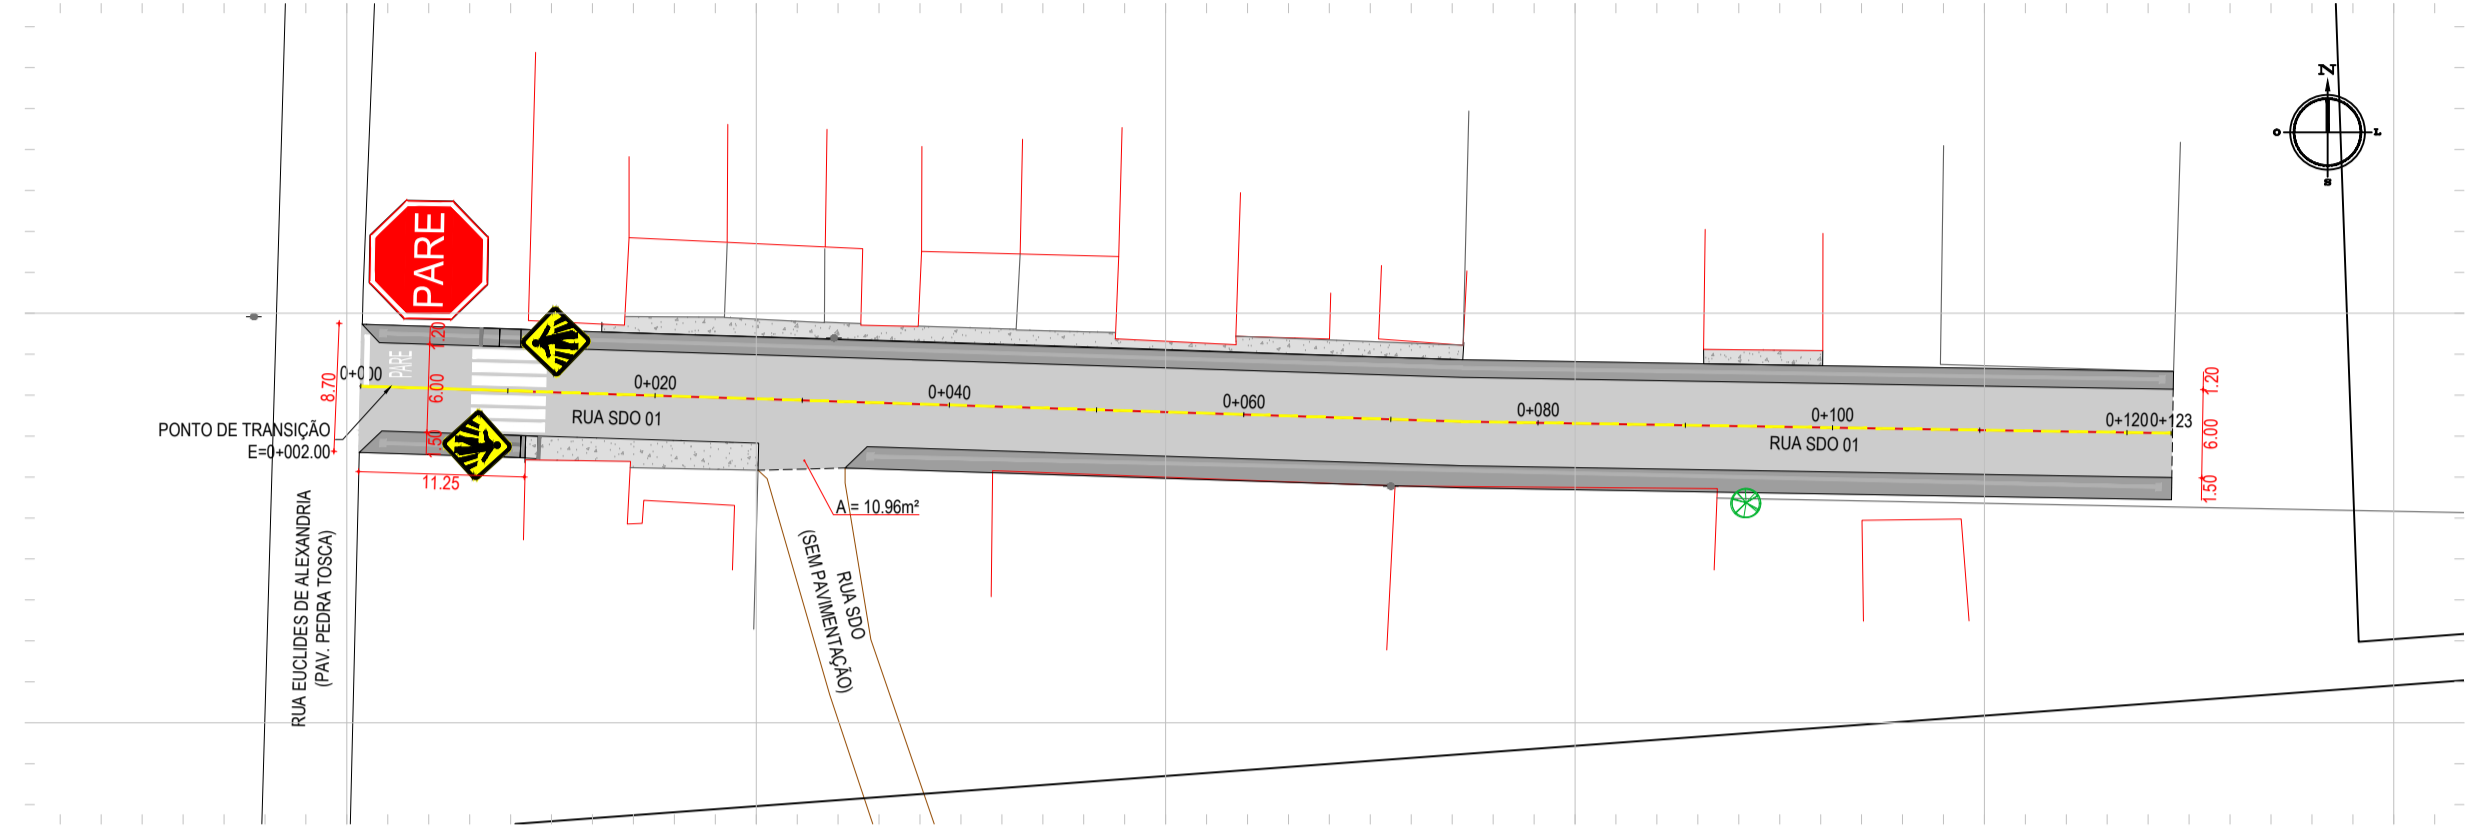 N
O
L
S
PARE
1.20
PARE
8.70
6.00
1.50
0+000
0+020
0+040
0+060
0+080
0+100
0+120
0+123
1.20
6.00
1.50
RUA SDO 01
RUA SDO 01
PONTO DE TRANSIÇÃO
E=0+002.00
11.25
A = 10.96m²
RUA EUCLIDES DE ALEXANDRIA
(PAV. PEDRA TOSCA)
RUA SDO
(SEM PAVIMENTAÇÃO)